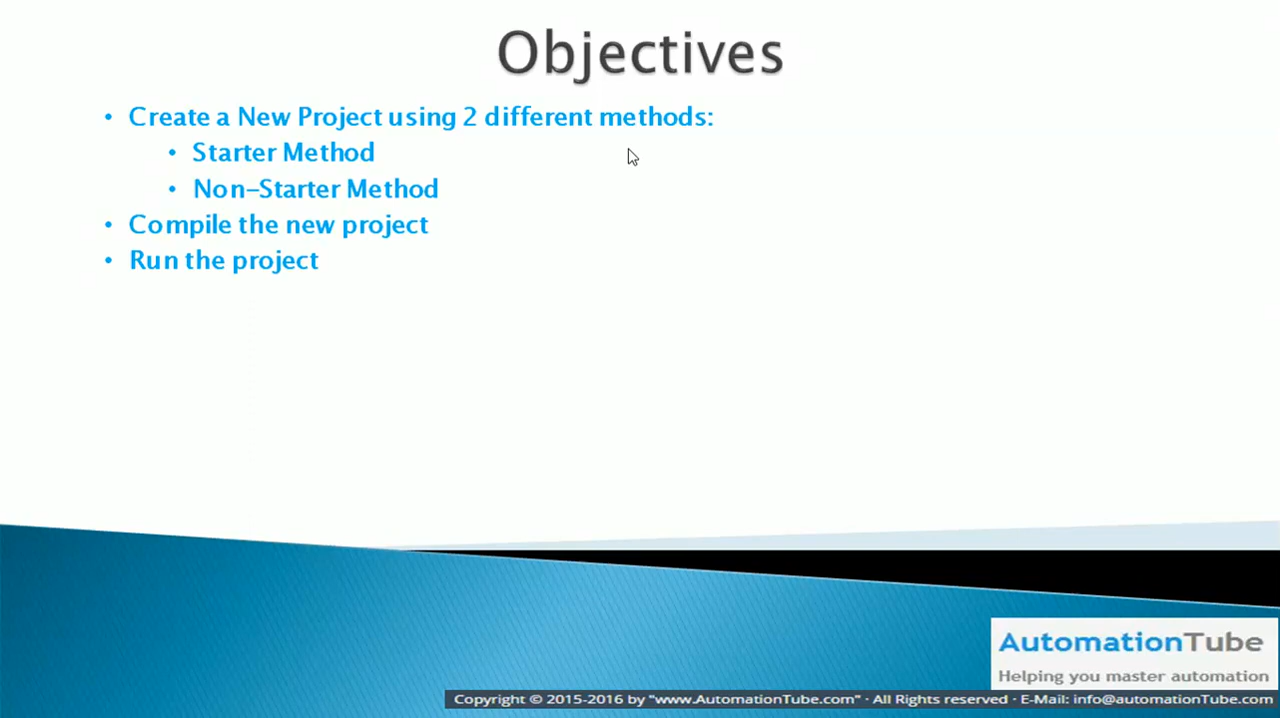 Objectives
• Create a New Project using 2 different methods:
• Starter Method
• Non-Starter Method
• Compile the new project
• Run the project
AutomationTube
Helping you master automation
Copyright © 2015-2016 by "www.AutomationTube.com" · All Rights reserved · E-Mail: info@automationTube.com